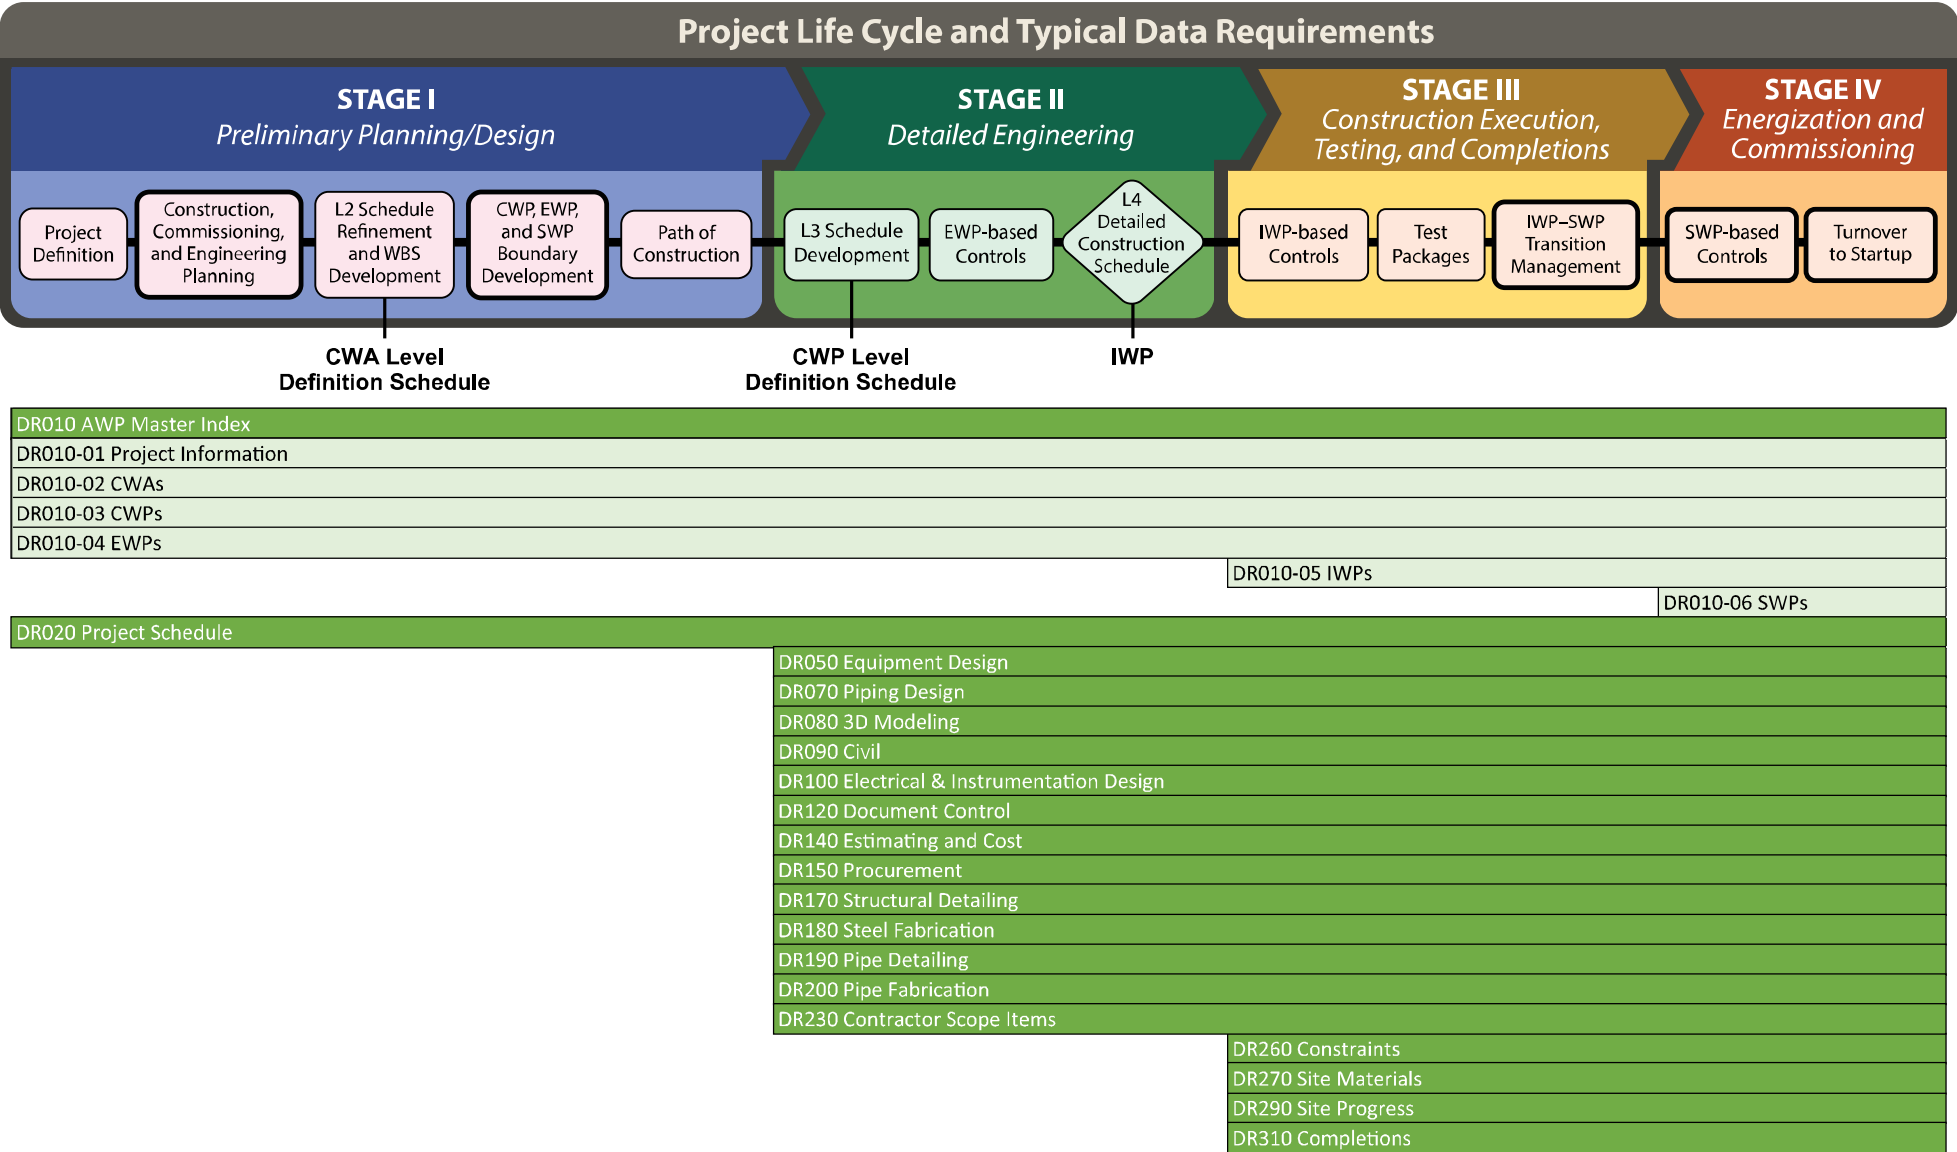 Project Life Cycle and Typical Data Requirements
STAGE I
Preliminary Planning/Design
STAGE II
Detailed Engineering
STAGE III
Construction Execution,
Testing, and Completions
STAGE IV
Energization and
Commissioning
Project
Definition
Construction,
Commissioning,
and Engineering
Planning
L2 Schedule
Refinement
and WBS
Development
CWP, EWP,
and SWP
Boundary
Development
Path of
Construction
L3 Schedule
Development
EWP-based
Controls
L4
Detailed
Construction
Schedule
IWP-based
Controls
Test
Packages
IWP–SWP
Transition
Management
SWP-based
Controls
Turnover
to Startup
CWA Level
Definition Schedule
CWP Level
Definition Schedule
IWP
DR010 AWP Master Index
DR010-01 Project Information
DR010-02 CWAs
DR010-03 CWPs
DR010-04 EWPs
DR010-05 IWPs
DR010-06 SWPs
DR020 Project Schedule
DR050 Equipment Design
DR070 Piping Design
DR080 3D Modeling
DR090 Civil
DR100 Electrical & Instrumentation Design
DR120 Document Control
DR140 Estimating and Cost
DR150 Procurement
DR170 Structural Detailing
DR180 Steel Fabrication
DR190 Pipe Detailing
DR200 Pipe Fabrication
DR230 Contractor Scope Items
DR260 Constraints
DR270 Site Materials
DR290 Site Progress
DR310 Completions